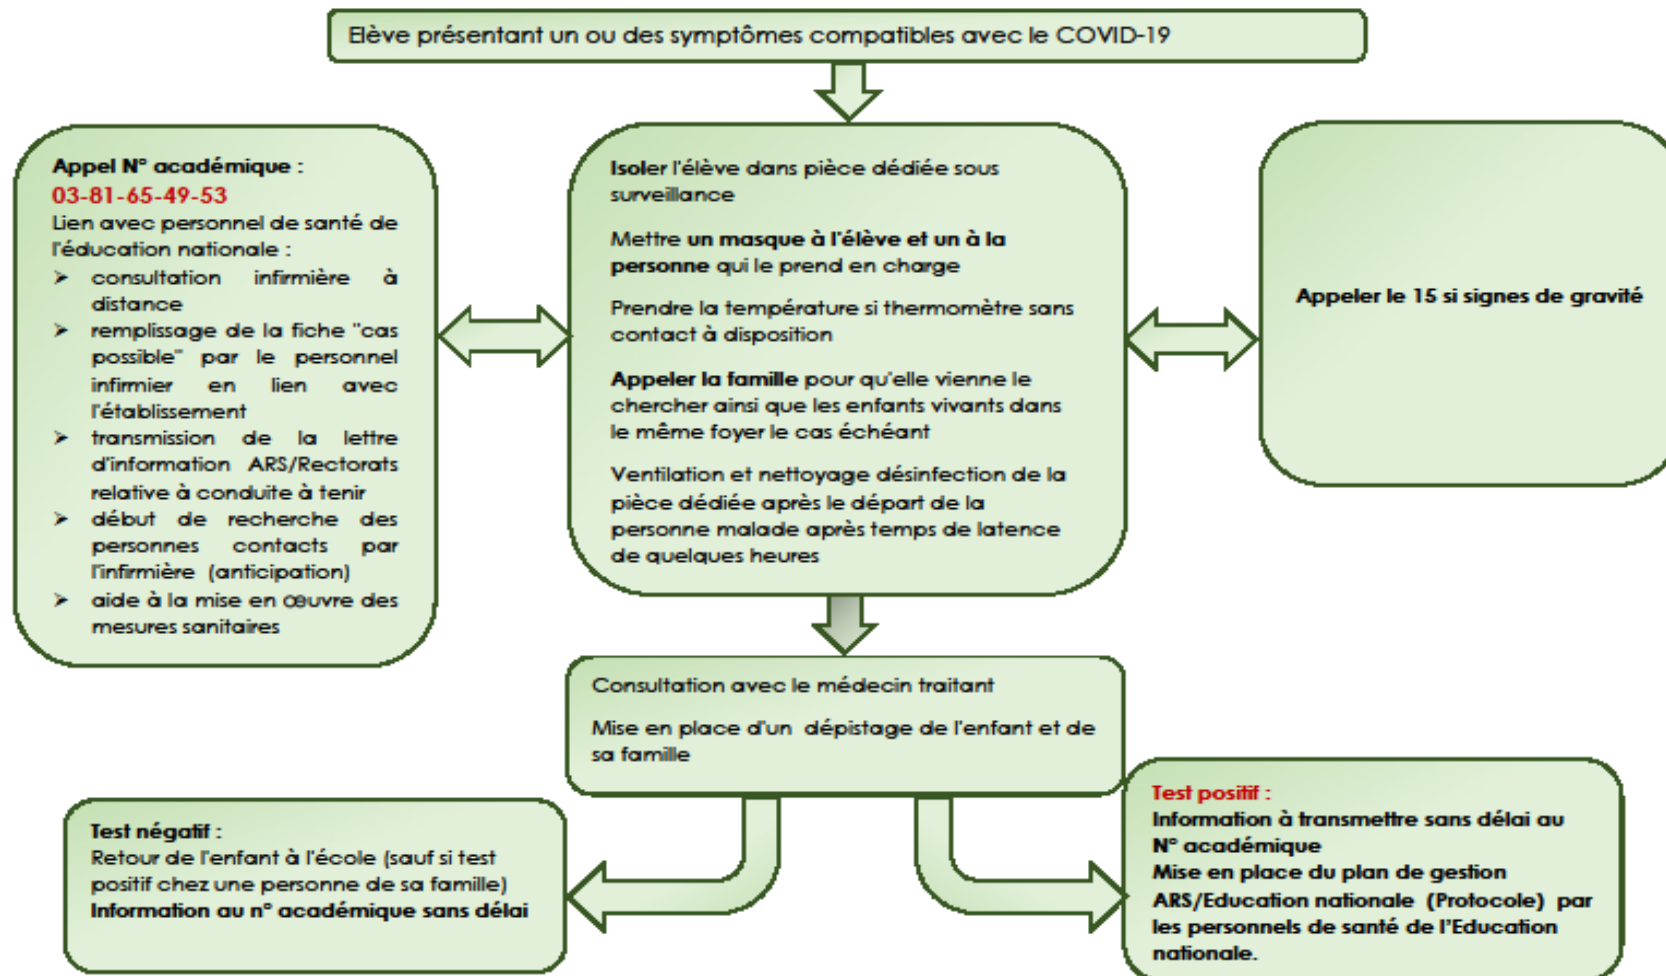 Elève présentant un ou des symptômes compatibles avec le COVID-19
Appel N° académique :
03-81-65-49-53
Lien avec personnel de santé de
l'éducation nationale :
➢ consultation infirmière à
distance
➢ remplissage de la fiche "cas
possible" par le personnel
infirmier en lien avec
l'établissement
➢ transmission de la lettre
d'information ARS/Rectorats
relative à conduite à tenir
➢ début de recherche des
personnes contacts par
l'infirmière (anticipation)
➢ aide à la mise en œuvre des
mesures sanitaires
Isoler l'élève dans pièce dédiée sous
surveillance
Mettre un masque à l'élève et un à la
personne qui le prend en charge
Prendre la température si thermomètre sans
contact à disposition
Appeler la famille pour qu'elle vienne le
chercher ainsi que les enfants vivants dans
le même foyer le cas échéant
Ventilation et nettoyage désinfection de la
pièce dédiée après le départ de la
personne malade après temps de latence
de quelques heures
Appeler le 15 si signes de gravité
Consultation avec le médecin traitant
Mise en place d'un dépistage de l'enfant et de
sa famille
Test négatif :
Retour de l'enfant à l'école (sauf si test
positif chez une personne de sa famille)
Information au n° académique sans délai
Test positif :
Information à transmettre sans délai au
N° académique
Mise en place du plan de gestion
ARS/Education nationale (Protocole) par
les personnels de santé de l'Education
nationale.